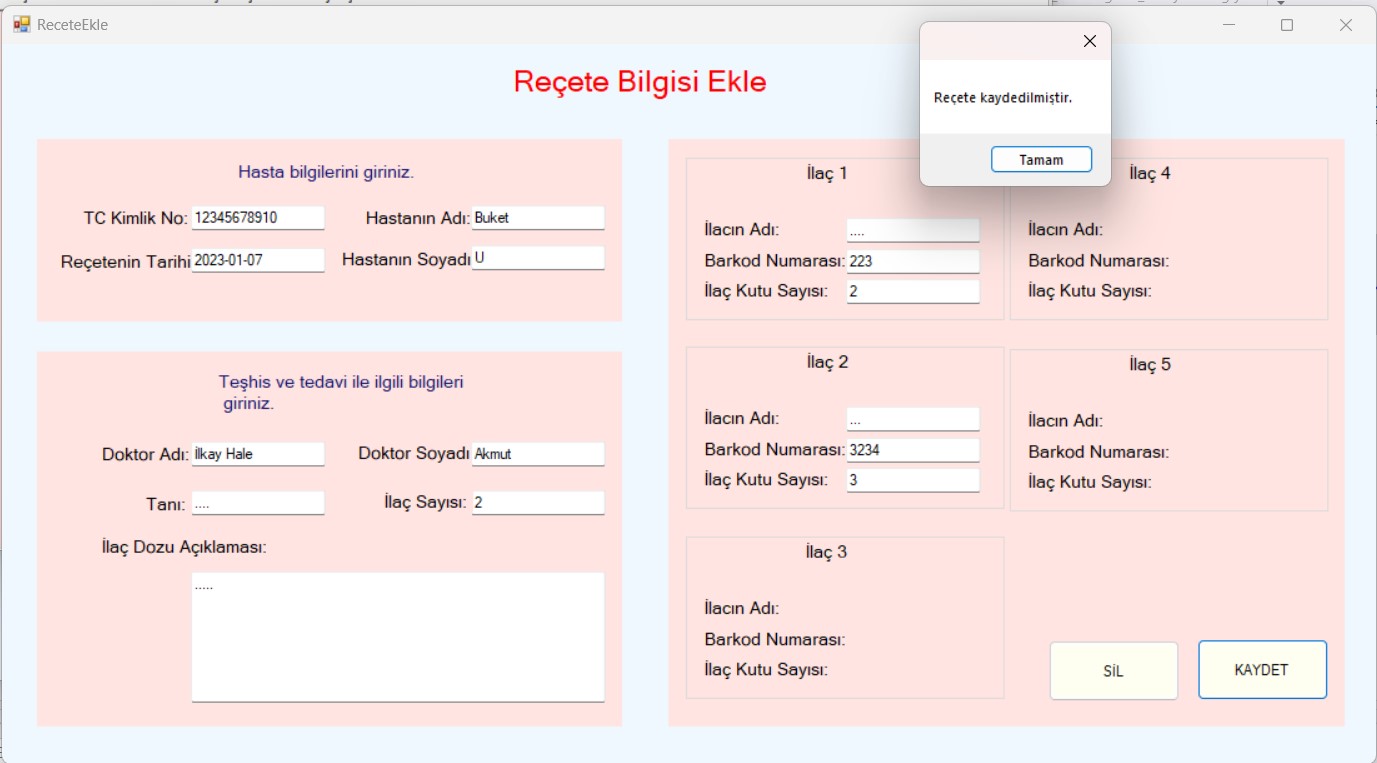 ReceteEkle
Reçete Bilgisi Ekle
Reçete kaydedilmiştir.
Tamam
Hasta bilgilerini giriniz.
TC Kimlik No: 12345678910 Hastanın Adı: Buket
Reçetenin Tarihi 2023-01-07 Hastanın Soyadı U
Teşhis ve tedavi ile ilgili bilgileri
giriniz.
Doktor Adı: İlkay Hale Doktor Soyadı Akmut
Tanı: .... İlaç Sayısı: 2
İlaç Dozu Açıklaması:
.....
İlaç 1
İlacın Adı: ....
Barkod Numarası: 223
İlaç Kutu Sayısı: 2
İlaç 2
İlacın Adı: ...
Barkod Numarası: 3234
İlaç Kutu Sayısı: 3
İlaç 3
İlacın Adı:
Barkod Numarası:
İlaç Kutu Sayısı:
İlaç 4
İlacın Adı:
Barkod Numarası:
İlaç Kutu Sayısı:
İlaç 5
İlacın Adı:
Barkod Numarası:
İlaç Kutu Sayısı:
SİL
KAYDET